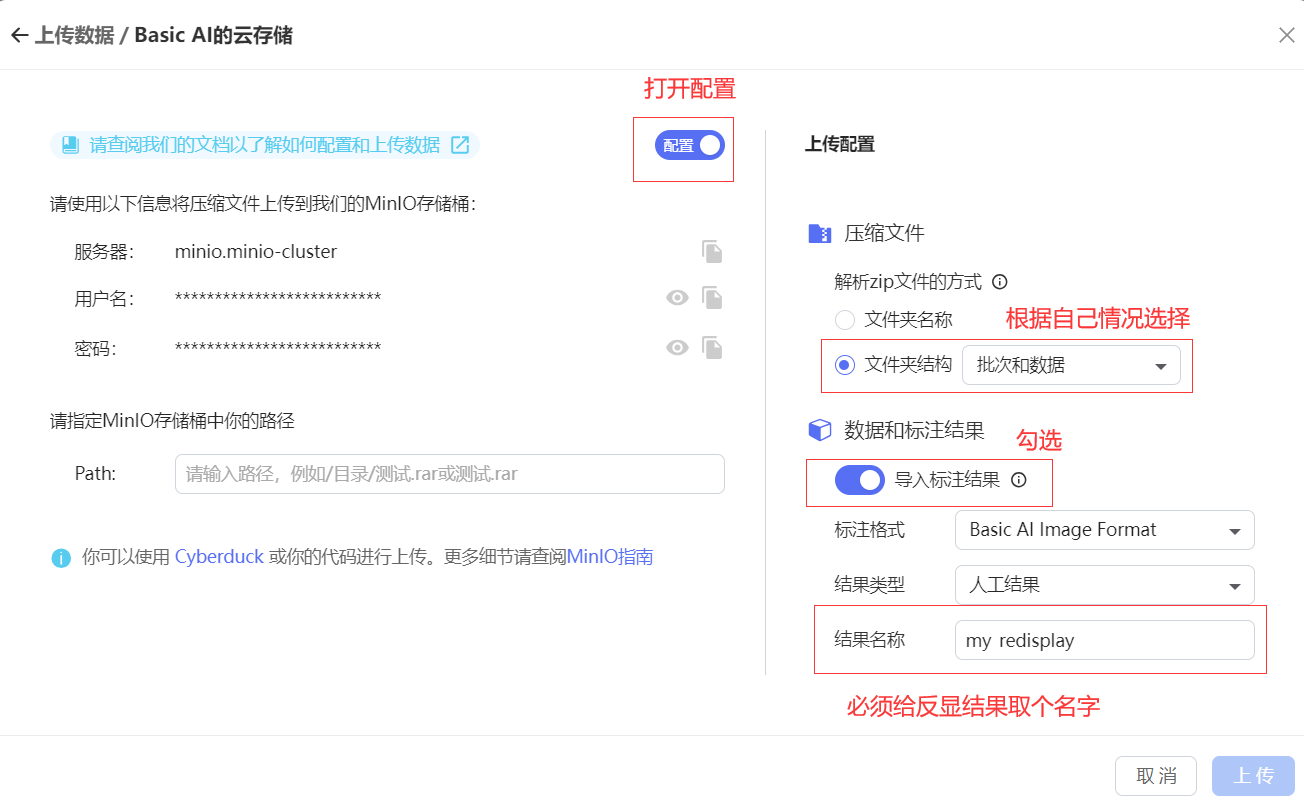 上传数据 / Basic AI的云存储
打开配置
请查阅我们的文档以了解如何配置和上传数据
配置
请使用以下信息将压缩文件上传到我们的MinIO存储桶：
服务器： minio.minio-cluster
用户名： **************************
密码： **************************
请指定MinIO存储桶中你的路径
Path: 请输入路径，例如/目录/测试.rar或测试.rar
你可以使用 Cyberduck 或你的代码进行上传。更多细节请查阅MinIO指南
上传配置
压缩文件
解析zip文件的方式
文件夹名称
根据自己情况选择
文件夹结构 批次和数据
数据和标注结果
勾选
导入标注结果
标注格式 Basic AI Image Format
结果类型 人工结果
结果名称 my redisplay
必须给反显结果取个名字
取消 上传